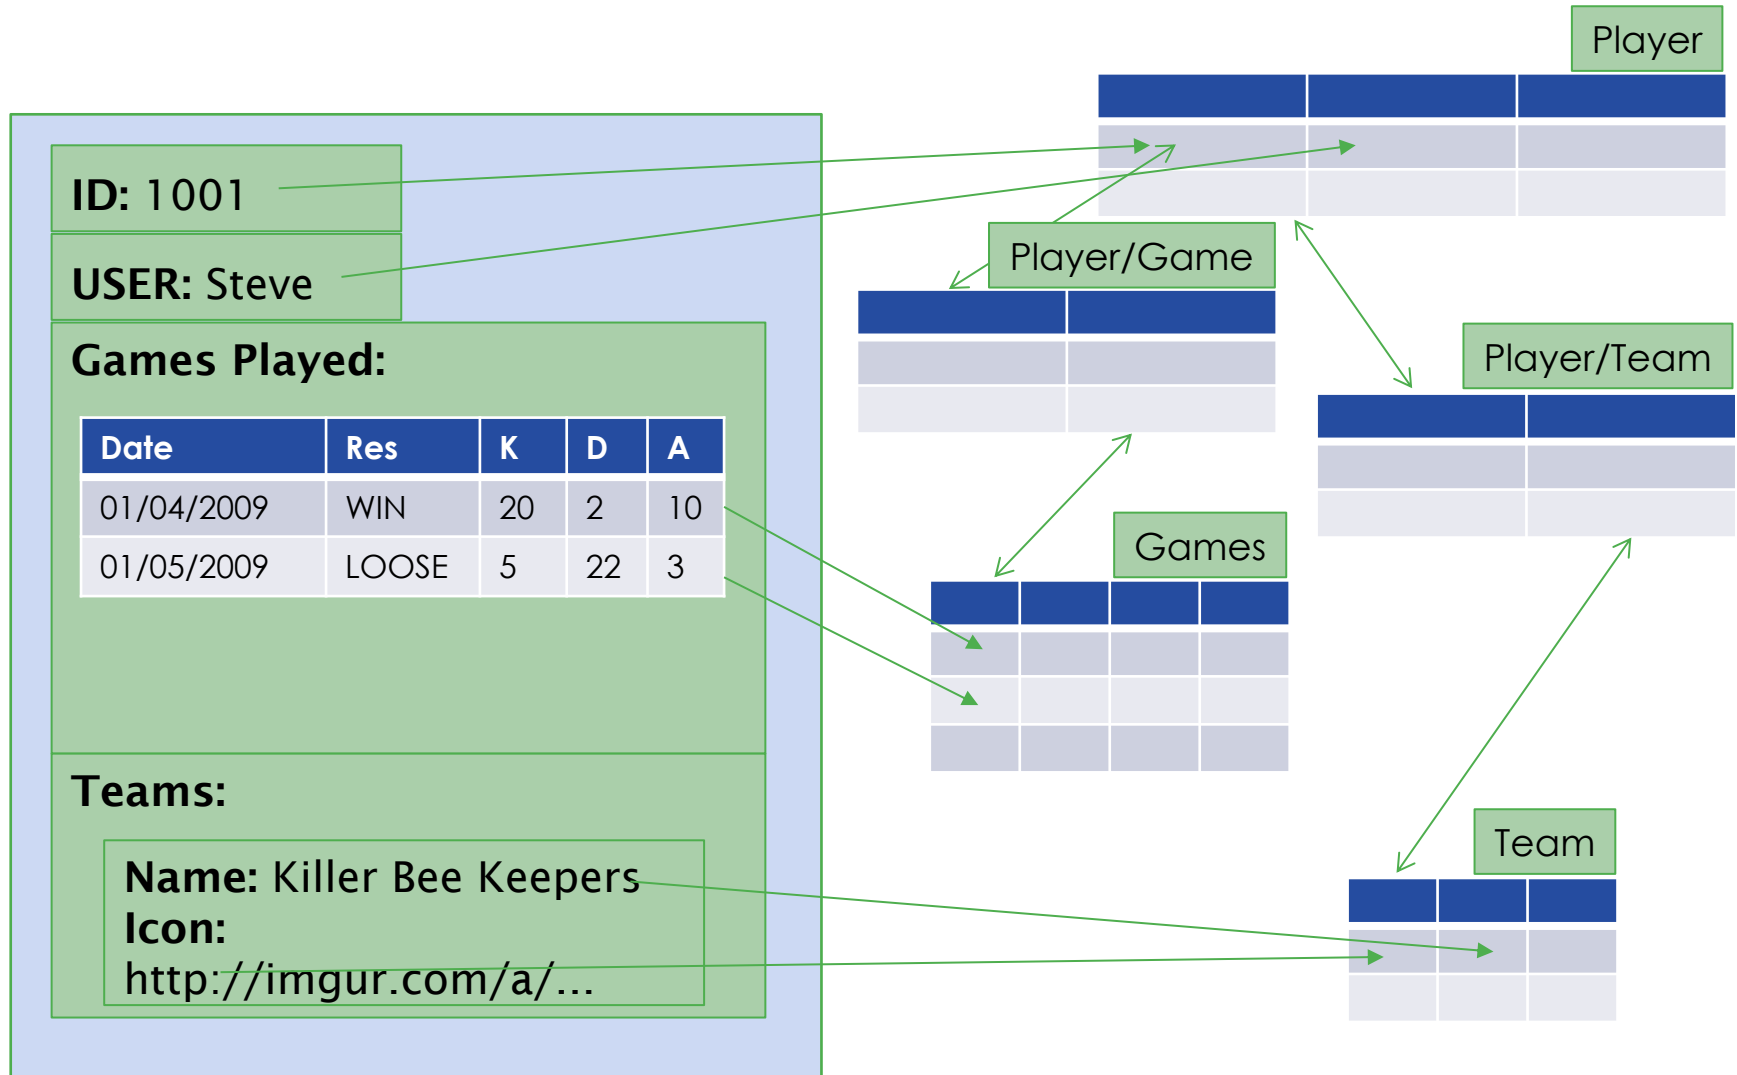 ID: 1001
USER: Steve
Games Played:
Date Res K D A
01/04/2009 WIN 20 2 10
01/05/2009 LOOSE 5 22 3
Teams:
Name: Killer Bee Keepers
Icon:
http://imgur.com/a/...
Player
Player/Game
Player/Team
Games
Team